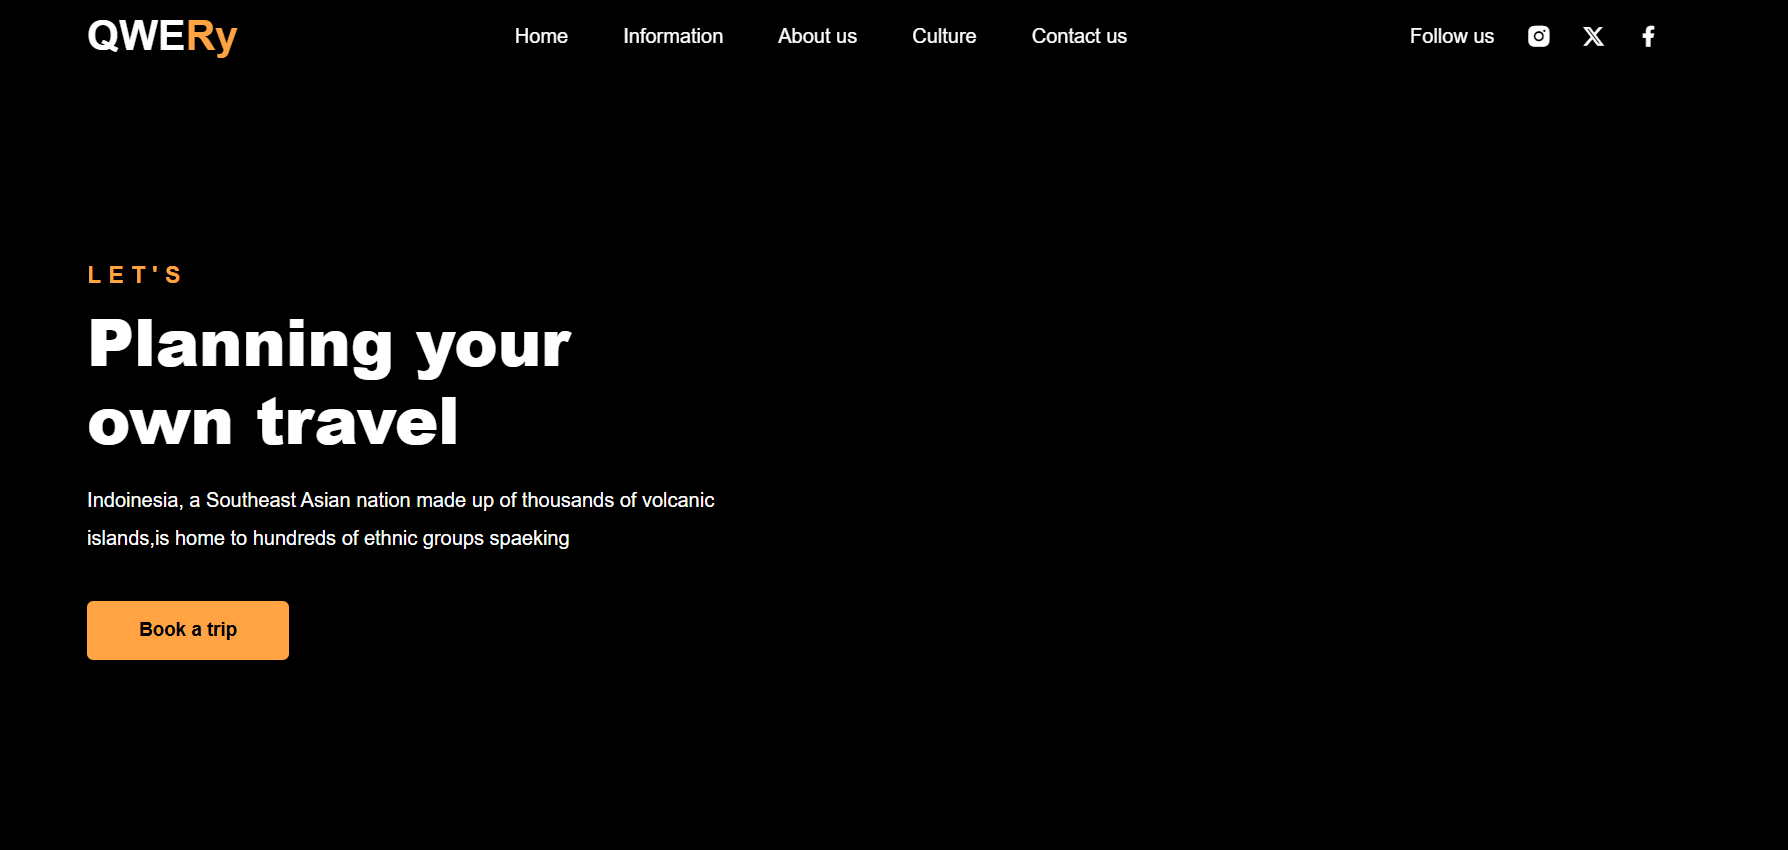 QWERy
Home Information About us Culture Contact us Follow us
LET'S
Planning your
own travel
Indoinesia, a Southeast Asian nation made up of thousands of volcanic
islands,is home to hundreds of ethnic groups spaeking
Book a trip